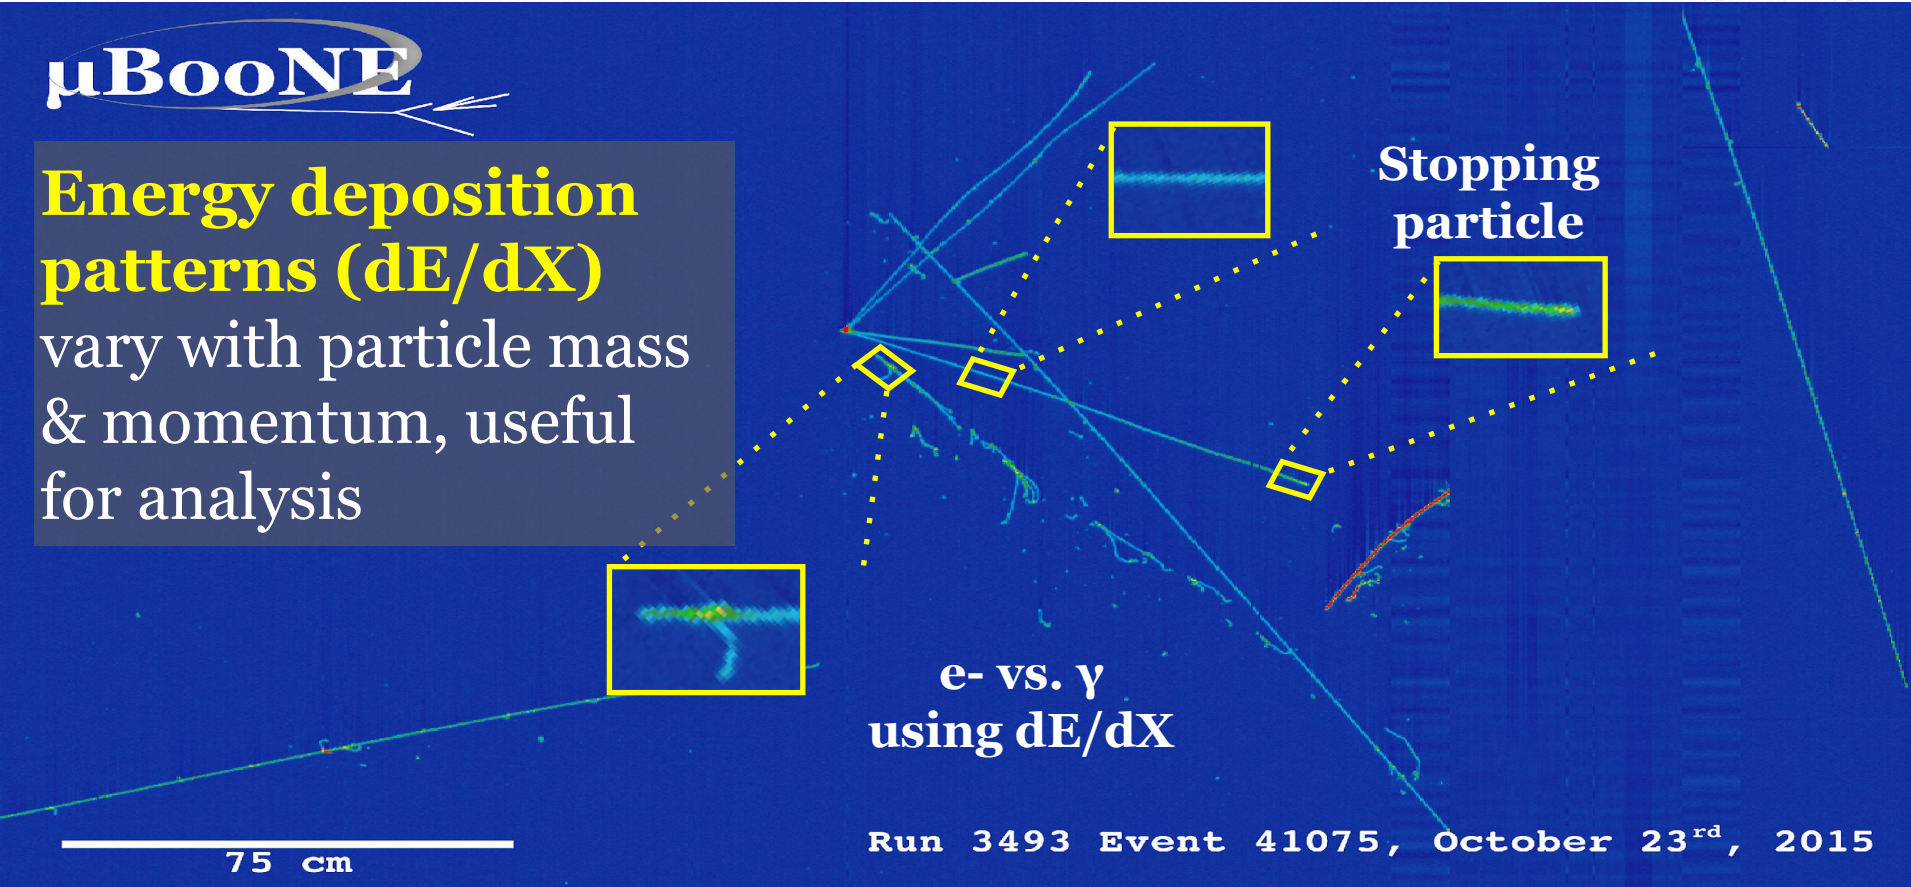 µBooNE
Energy deposition
patterns (dE/dX)
vary with particle mass
& momentum, useful
for analysis
Stopping
particle
e- vs. γ
using dE/dX
75 cm
Run 3493 Event 41075, October 23rd, 2015